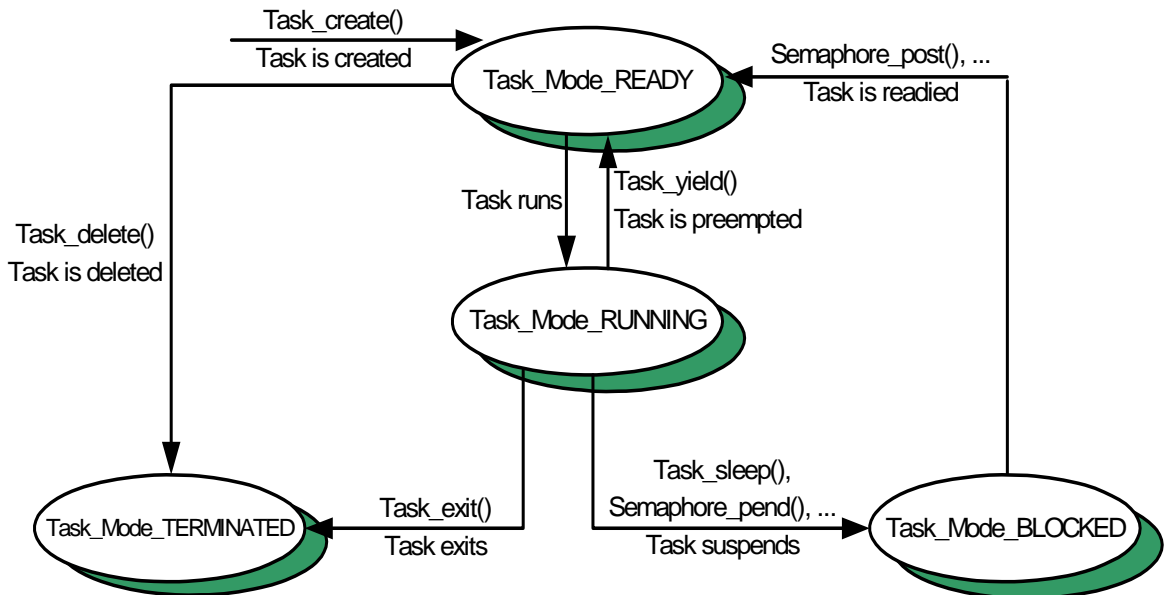 Task_create()
Task is created
Task_Mode_READY
Semaphore_post(), ...
Task is readied
Task runs
Task_yield()
Task is preempted
Task_delete()
Task is deleted
Task_Mode_RUNNING
Task_sleep(),
Semaphore_pend(), ...
Task suspends
Task_exit()
Task exits
Task_Mode_TERMINATED
Task_Mode_BLOCKED